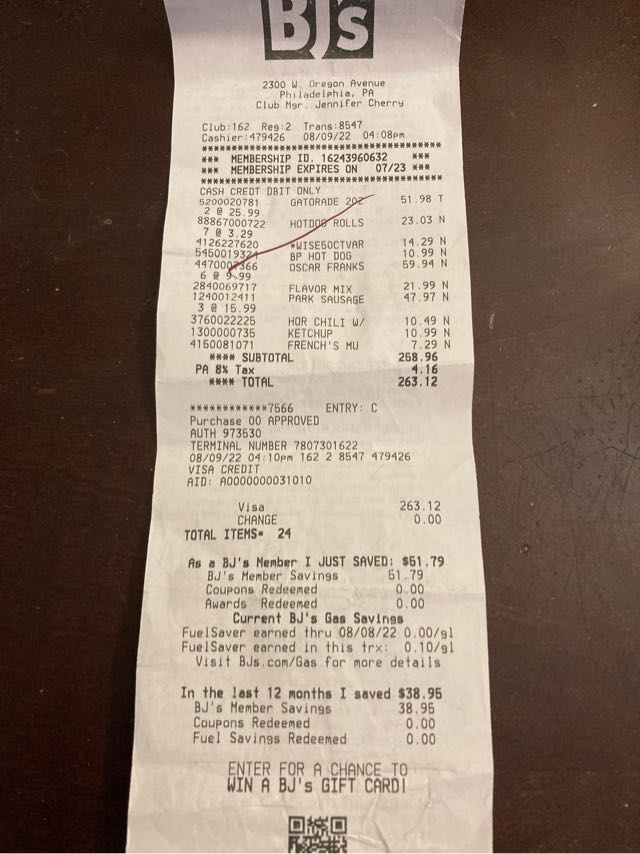 BJ's
2300 W. Oregon Avenue
Philadelphia, PA
Club Mgr. Jennifer Cherry
Club:162 Reg:2 Trans:8547
Cashier:479426 08/09/22 04:08pm
******************************************
*** MEMBERSHIP ID. 16243960632 ***
*** MEMBERSHIP EXPIRES ON 07/23 ***
******************************************
CASH CREDT DBIT ONLY
5200020781 GATORADE 20Z 51.98 T
2 @ 25.99
88867000722 HOTDOG ROLLS 23.03 N
7 @ 3.29
4126227620 *WISE50CTVAR 14.29 N
5450019324 BP HOT DOG 10.99 N
4470007366 OSCAR FRANKS 59.94 N
6 @ 9.99
2840069717 FLAVOR MIX 21.99 N
1240012411 PARK SAUSAGE 47.97 N
3 @ 15.99
3760022225 HOR CHILI W/ 10.49 N
1300000735 KETCHUP 10.99 N
4150081071 FRENCH'S MU 7.29 N
**** SUBTOTAL 258.96
PA 8% Tax 4.16
**** TOTAL 263.12
************7566 ENTRY: C
Purchase 00 APPROVED
AUTH 973530
TERMINAL NUMBER 7807301622
08/09/22 04:10pm 162 2 8547 479426
VISA CREDIT
AID: A0000000031010
Visa 263.12
CHANGE 0.00
TOTAL ITEMS= 24
As a BJ's Member I JUST SAVED: $51.79
BJ's Member Savings 51.79
Coupons Redeemed 0.00
Awards Redeemed 0.00
Current BJ's Gas Savings
FuelSaver earned thru 08/08/22 0.00/gl
FuelSaver earned in this trx: 0.10/gl
Visit BJs.com/Gas for more details
In the last 12 months I saved $38.95
BJ's Member Savings 38.95
Coupons Redeemed 0.00
Fuel Savings Redeemed 0.00
ENTER FOR A CHANCE TO
WIN A BJ's GIFT CARD!